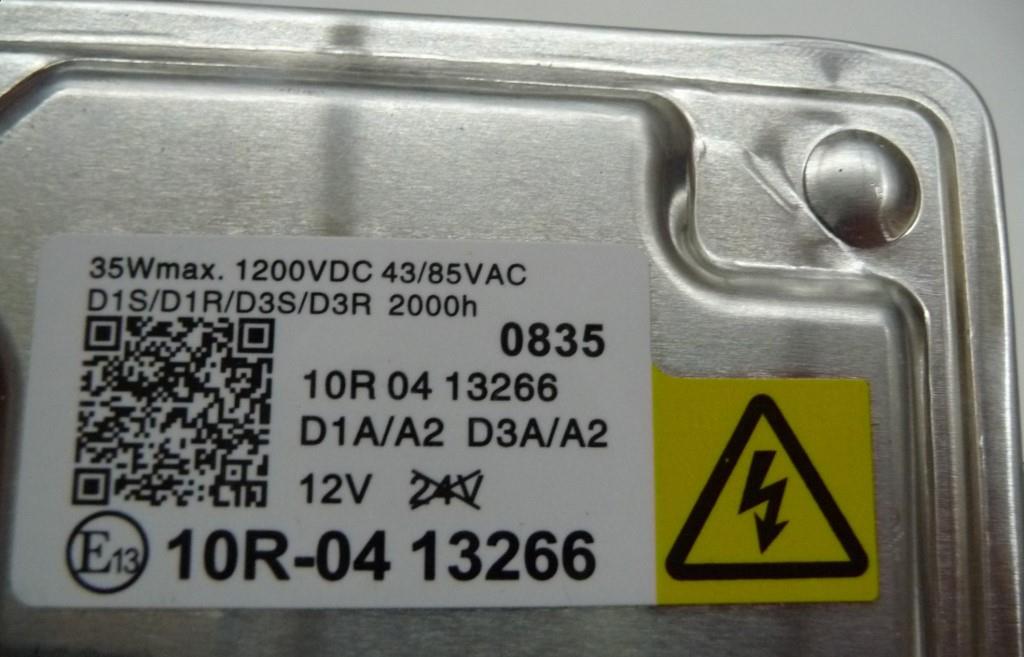 35Wmax. 1200VDC 43/85VAC
D1S/D1R/D3S/D3R 2000h
0835
10R 04 13266
D1A/A2 D3A/A2
12V 24V
E13 10R-04 13266